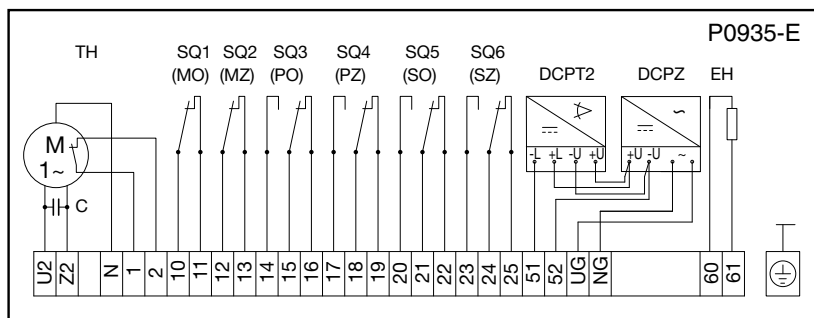 P0935-E
TH SQ1 SQ2 SQ3 SQ4 SQ5 SQ6
(MO) (MZ) (PO) (PZ) (SO) (SZ) DCPT2 DCPZ EH
~
M
1~
-L +L -U +U +U -U ~
C
U2 Z2 N 1 2 10 11 12 13 14 15 16 17 18 19 20 21 22 23 24 25 51 52 UG NG 60 61